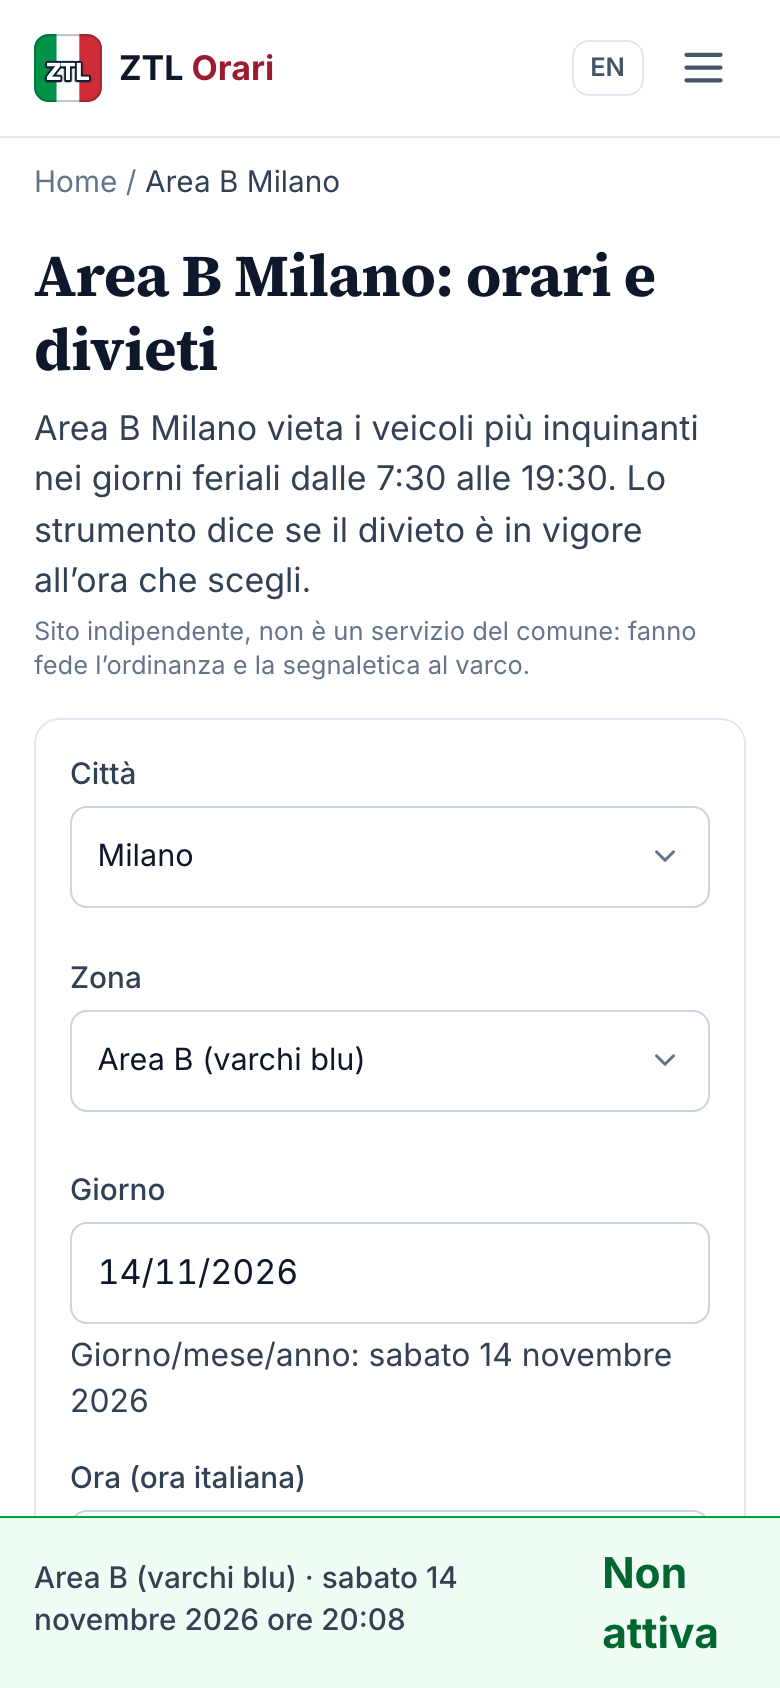 ZTL
ZTL Orari
EN
Home / Area B Milano
Area B Milano: orari e
divieti
Area B Milano vieta i veicoli più inquinanti
nei giorni feriali dalle 7:30 alle 19:30. Lo
strumento dice se il divieto è in vigore
all’ora che scegli.
Sito indipendente, non è un servizio del comune: fanno
fede l’ordinanza e la segnaletica al varco.
Città
Milano
Zona
Area B (varchi blu)
Giorno
14/11/2026
Giorno/mese/anno: sabato 14 novembre
2026
Ora (ora italiana)
Area B (varchi blu) · sabato 14
novembre 2026 ore 20:08
Non
attiva